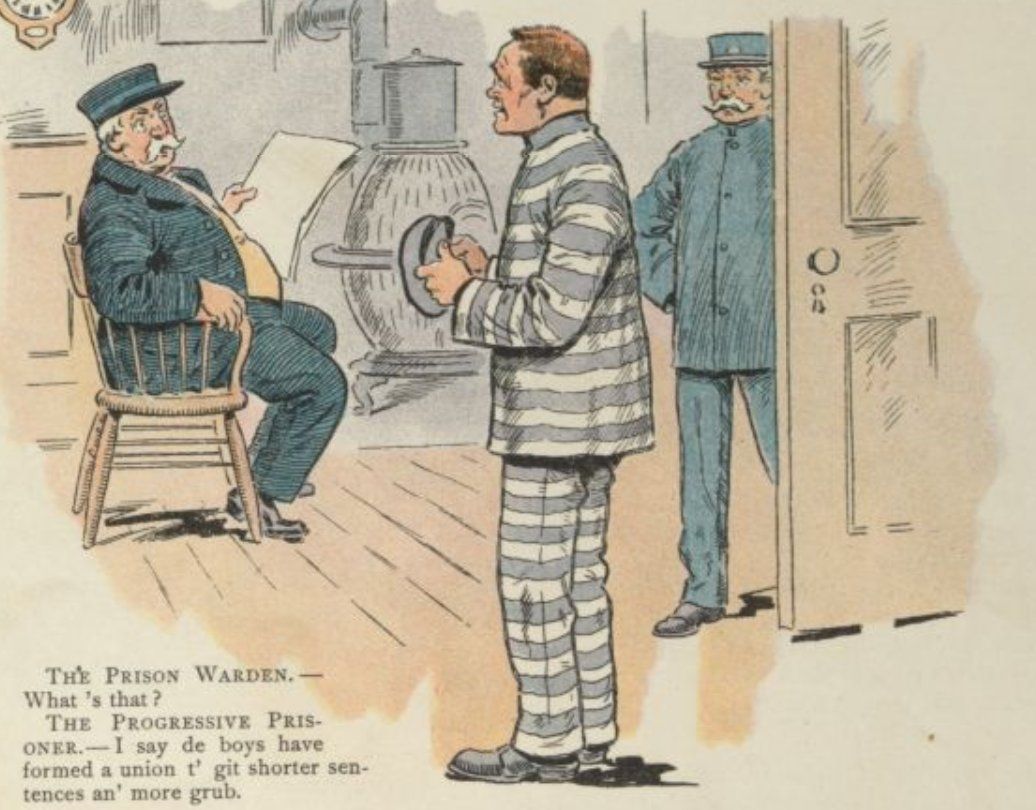 THE PRISON WARDEN. —
What 's that?
THE PROGRESSIVE PRIS-
ONER.— I say de boys have
formed a union t' git shorter sen-
tences an' more grub.